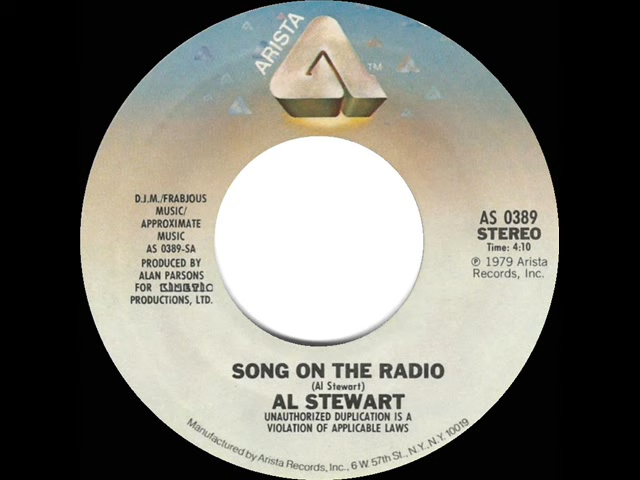 ARISTA
™
D.J.M./FRABJOUS
MUSIC/
APPROXIMATE
MUSIC
AS 0389-SA
PRODUCED BY
ALAN PARSONS
FOR KINETIC
PRODUCTIONS, LTD.
AS 0389
STEREO
Time: 4:10
℗ 1979 Arista
Records, Inc.
SONG ON THE RADIO
(Al Stewart)
AL STEWART
UNAUTHORIZED DUPLICATION IS A
VIOLATION OF APPLICABLE LAWS
Manufactured by Arista Records, Inc., 6 W. 57th St., N.Y., N.Y. 10019